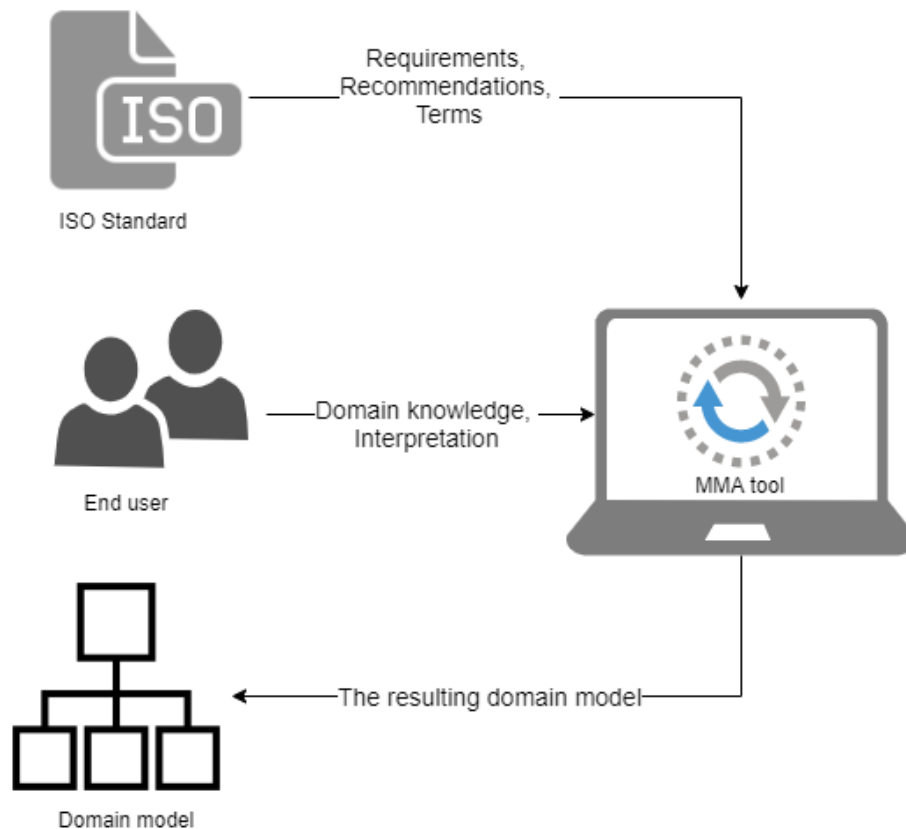 Requirements,
Recommendations,
Terms
ISO
ISO Standard
Domain knowledge,
Interpretation
MMA tool
End user
The resulting domain model
Domain model